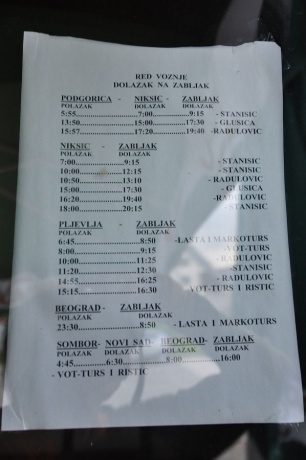 RED VOZNJE
DOLAZAK NA ZABLJAK
PODGORICA - NIKSIC - ZABLJAK
POLAZAK DOLAZAK DOLAZAK
5:55.......................7:00..............9:15 - STANISIC
13:50.....................15:00.............17:30 - GLUSICA
15:57.....................17:20.............19:40 -RADULOVIC
NIKSIC - ZABLJAK
POLAZAK DOLAZAK
7:00...................9:15 - STANISIC
10:00.................12:15 - STANISIC
10:50.................13:10 - RADULOVIC
15:00.................17:30 - GLUSICA
16:20.................19:40 -RADULOVIC
18:00.................20:15 - STANISIC
PLJEVLJA - ZABLJAK
POLAZAK DOLAZAK
6:45......................8:50 -LASTA I MARKOTURS
8:00......................9:15 -VOT-TURS
10:00....................11:25 - RADULOVIC
11:20....................12:30 -STANISIC
14:55....................16:25 - RADULOVIC
15:15....................16:30 -VOT-TURS I RISTIC
BEOGRAD - ZABLJAK
POLAZAK DOLAZAK
23:30.....................8:50 - LASTA I MARKOTURS
SOMBOR- NOVI SAD- BEOGRAD- ZABLJAK
POLAZAK DOLAZAK DOLAZAK DOLAZAK
4:45.............6:30.................8:00.............16:00
- VOT-TURS I RISTIC